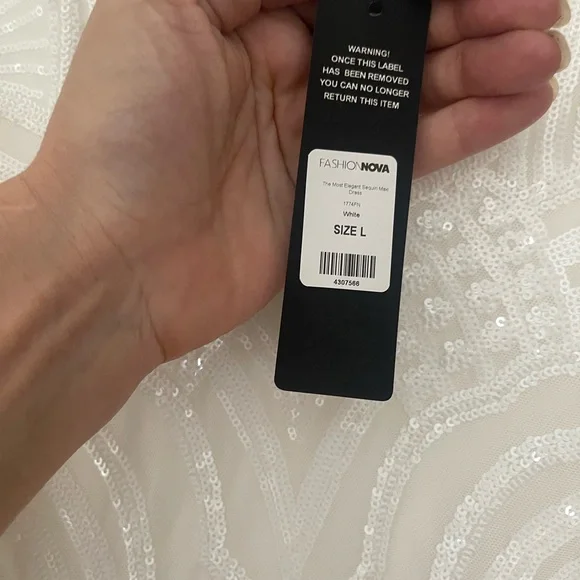 WARNING!
ONCE THIS LABEL
HAS BEEN REMOVED
YOU CAN NO LONGER
RETURN THIS ITEM
FASHIONNOVA
The Most Elegant Sequin Maxi
Dress
1774FN
White
SIZE L
4307566